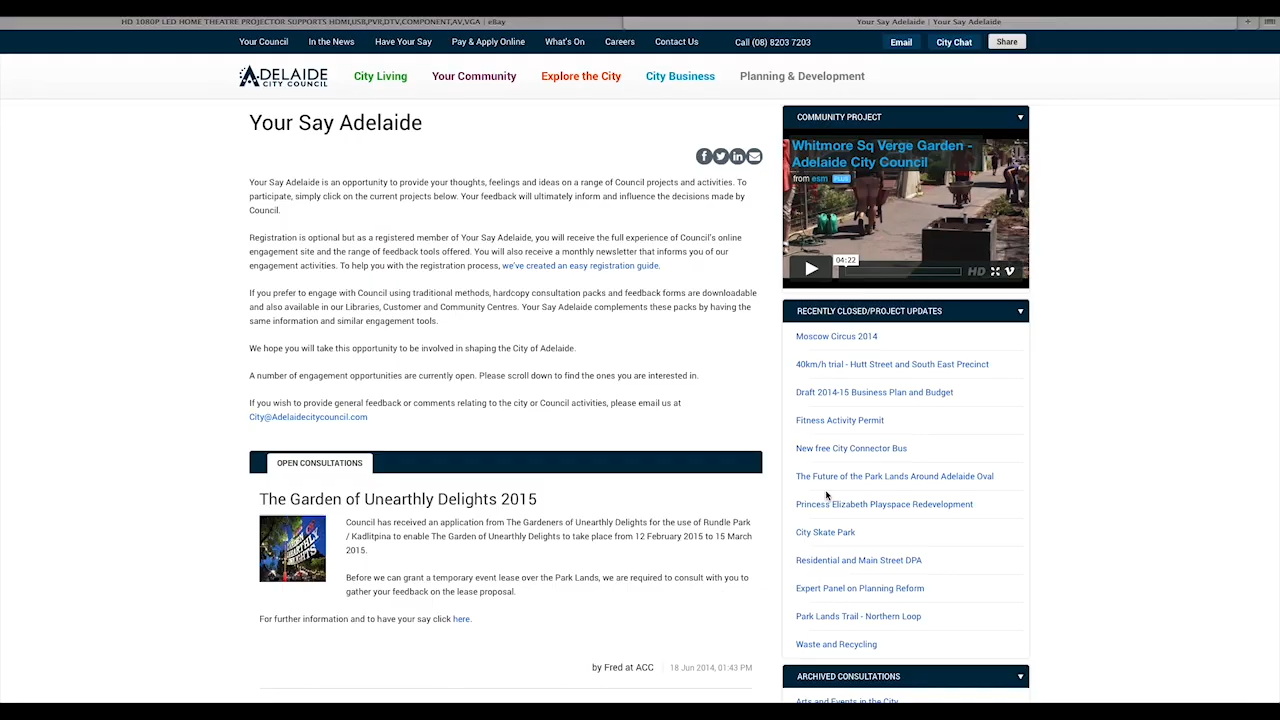 HD 1080P LED HOME THEATRE PROJECTOR SUPPORTS HDMI,USB,PVR,DTV,COMPONENT,AV,VGA | eBay
Your Say Adelaide | Your Say Adelaide
Your Council In the News Have Your Say Pay & Apply Online What's On Careers Contact Us Call (08) 8203 7203 Email City Chat Share
ADELAIDE
CITY COUNCIL
City Living Your Community Explore the City City Business Planning & Development
Your Say Adelaide
Your Say Adelaide is an opportunity to provide your thoughts, feelings and ideas on a range of Council projects and activities. To
participate, simply click on the current projects below. Your feedback will ultimately inform and influence the decisions made by
Council.
Registration is optional but as a registered member of Your Say Adelaide, you will receive the full experience of Council's online
engagement site and the range of feedback tools offered. You will also receive a monthly newsletter that informs you of our
engagement activities. To help you with the registration process, we've created an easy registration guide.
If you prefer to engage with Council using traditional methods, hardcopy consultation packs and feedback forms are downloadable
and also available in our Libraries, Customer and Community Centres. Your Say Adelaide complements these packs by having the
same information and similar engagement tools.
We hope you will take this opportunity to be involved in shaping the City of Adelaide.
A number of engagement opportunities are currently open. Please scroll down to find the ones you are interested in.
If you wish to provide general feedback or comments relating to the city or Council activities, please email us at
City@Adelaidecitycouncil.com
OPEN CONSULTATIONS
The Garden of Unearthly Delights 2015
UNEARTHLY
DELIGHTS
Council has received an application from The Gardeners of Unearthly Delights for the use of Rundle Park
/ Kadlitpina to enable The Garden of Unearthly Delights to take place from 12 February 2015 to 15 March
2015.
Before we can grant a temporary event lease over the Park Lands, we are required to consult with you to
gather your feedback on the lease proposal.
For further information and to have your say click here.
by Fred at ACC 18 Jun 2014, 01:43 PM
COMMUNITY PROJECT
Whitmore Sq Verge Garden -
Adelaide City Council
from esm PLUS
04:22
HD
RECENTLY CLOSED/PROJECT UPDATES
Moscow Circus 2014
40km/h trial - Hutt Street and South East Precinct
Draft 2014-15 Business Plan and Budget
Fitness Activity Permit
New free City Connector Bus
The Future of the Park Lands Around Adelaide Oval
Princess Elizabeth Playspace Redevelopment
City Skate Park
Residential and Main Street DPA
Expert Panel on Planning Reform
Park Lands Trail - Northern Loop
Waste and Recycling
ARCHIVED CONSULTATIONS
Arts and Events in the City